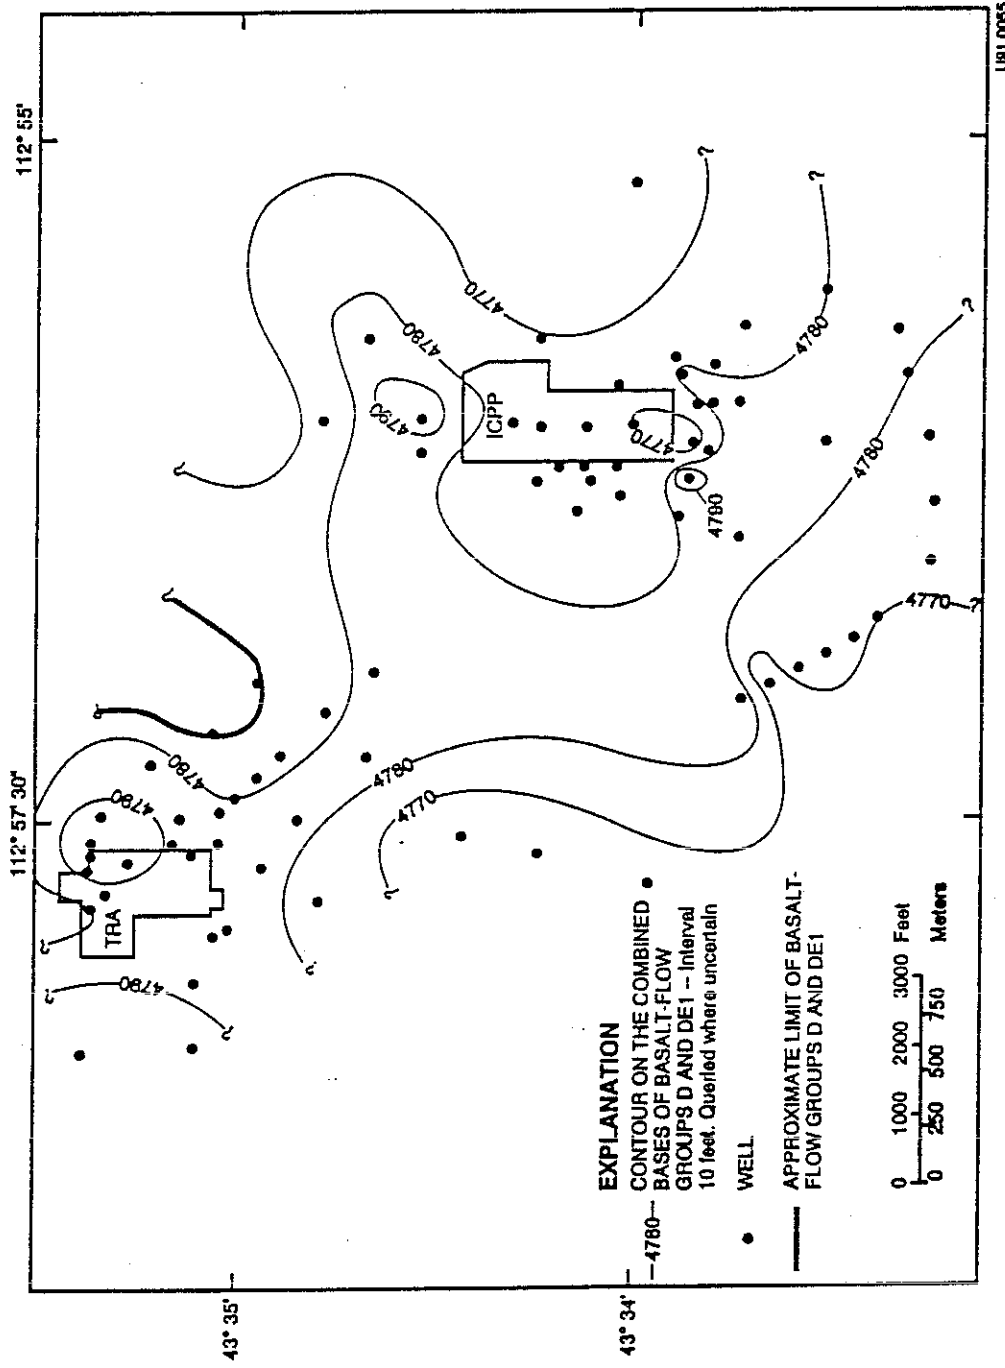 112° 57' 30"
112° 55'
43° 35'
43° 34'
TRA
ICPP
4790
4790
4780
4780
4770
4790
4780
4770
4770
4790
4780
4780
4770
?
?
?
?
?
?
?
?
?
?
?
?
EXPLANATION
—4780— CONTOUR ON THE COMBINED
BASES OF BASALT-FLOW
GROUPS D AND DE1 -- Interval
10 feet. Queried where uncertain
WELL
APPROXIMATE LIMIT OF BASALT-
FLOW GROUPS D AND DE1
0 1000 2000 3000 Feet
0 250 500 750 Meters